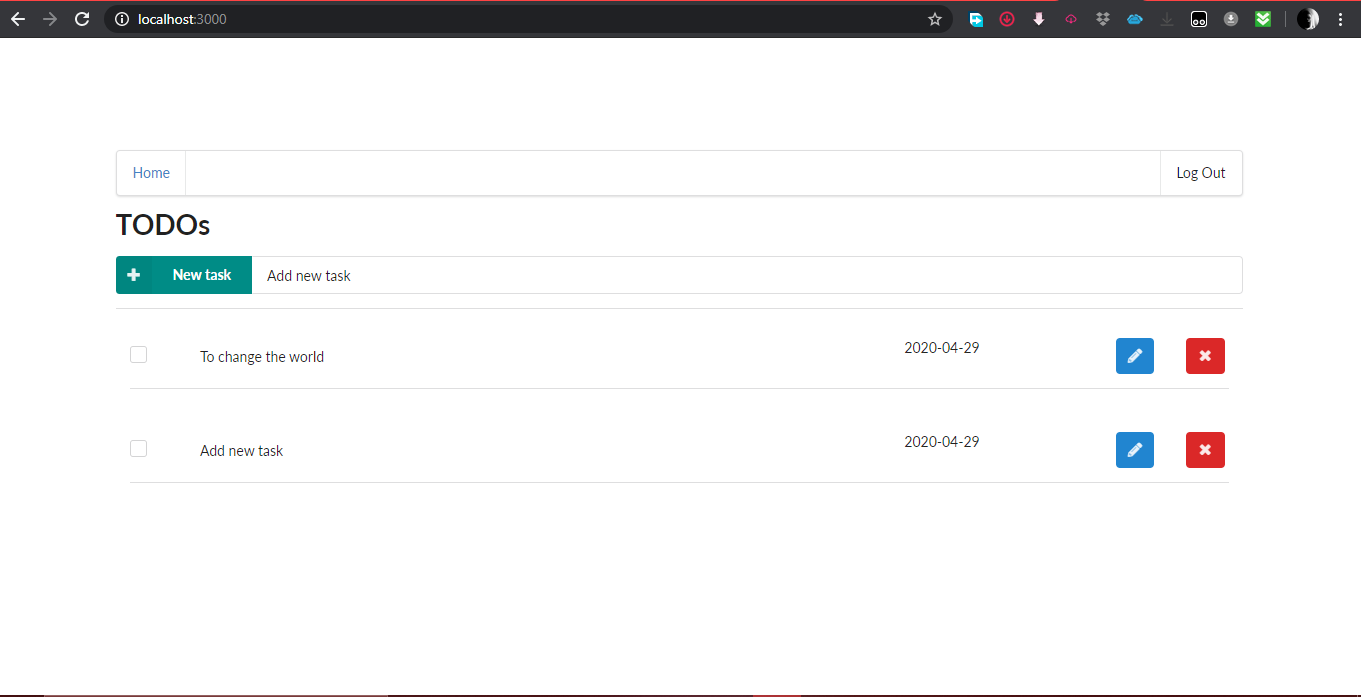 localhost:3000
Home Log Out
TODOs
New task Add new task
To change the world 2020-04-29
Add new task 2020-04-29